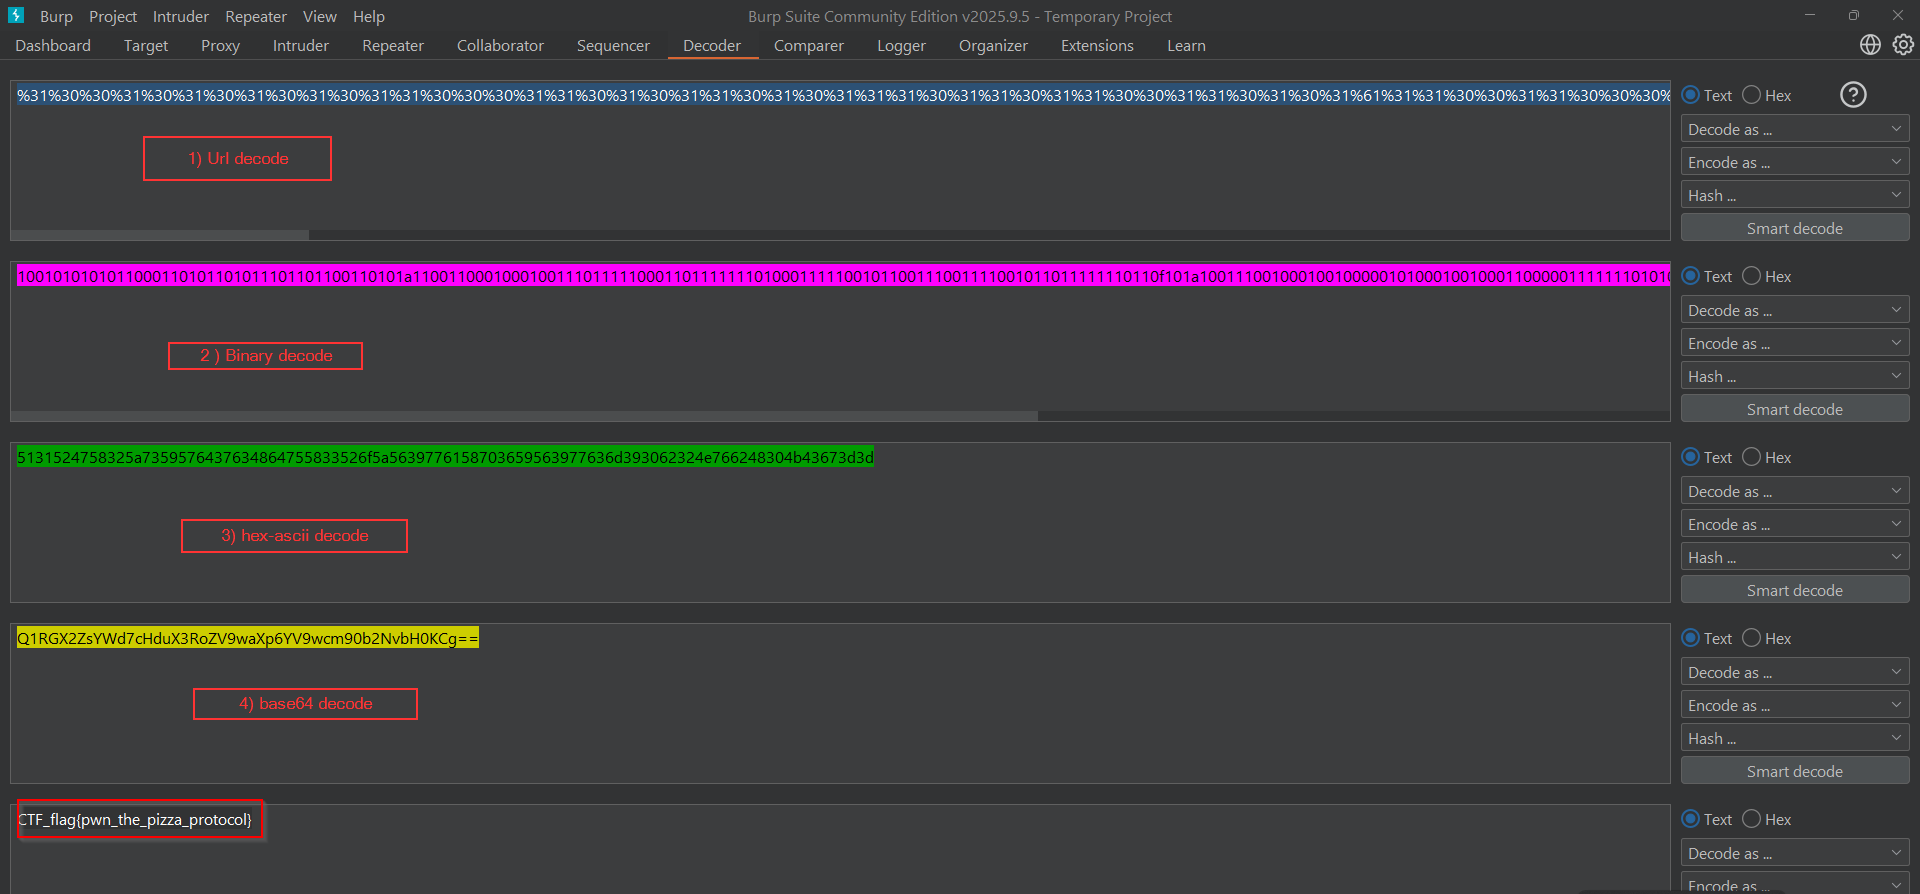 Burp Project Intruder Repeater View Help
Burp Suite Community Edition v2025.9.5 - Temporary Project
Dashboard Target Proxy Intruder Repeater Collaborator Sequencer Decoder Comparer Logger Organizer Extensions Learn
%31%30%30%31%30%31%30%31%30%31%30%31%31%30%30%30%31%31%30%31%30%31%31%30%31%30%31%31%31%30%31%31%30%31%31%30%30%31%31%30%31%30%31%61%31%31%30%30%31%31%30%30%30%
Text Hex
1) Url decode
Decode as ...
Encode as ...
Hash ...
Smart decode
Text Hex
2 ) Binary decode
Decode as ...
Encode as ...
Hash ...
Smart decode
5131524758325a7359576437634864755833526f5a5639776158703659563977636d393062324e766248304b43673d3d
Text Hex
3) hex-ascii decode
Decode as ...
Encode as ...
Hash ...
Smart decode
Q1RGX2ZsYWd7cHduX3RoZV9waXp6YV9wcm90b2NvbH0KCg==
Text Hex
4) base64 decode
Decode as ...
Encode as ...
Hash ...
Smart decode
CTF_flag{pwn_the_pizza_protocol}
Text Hex
Decode as ...
Encode as ...